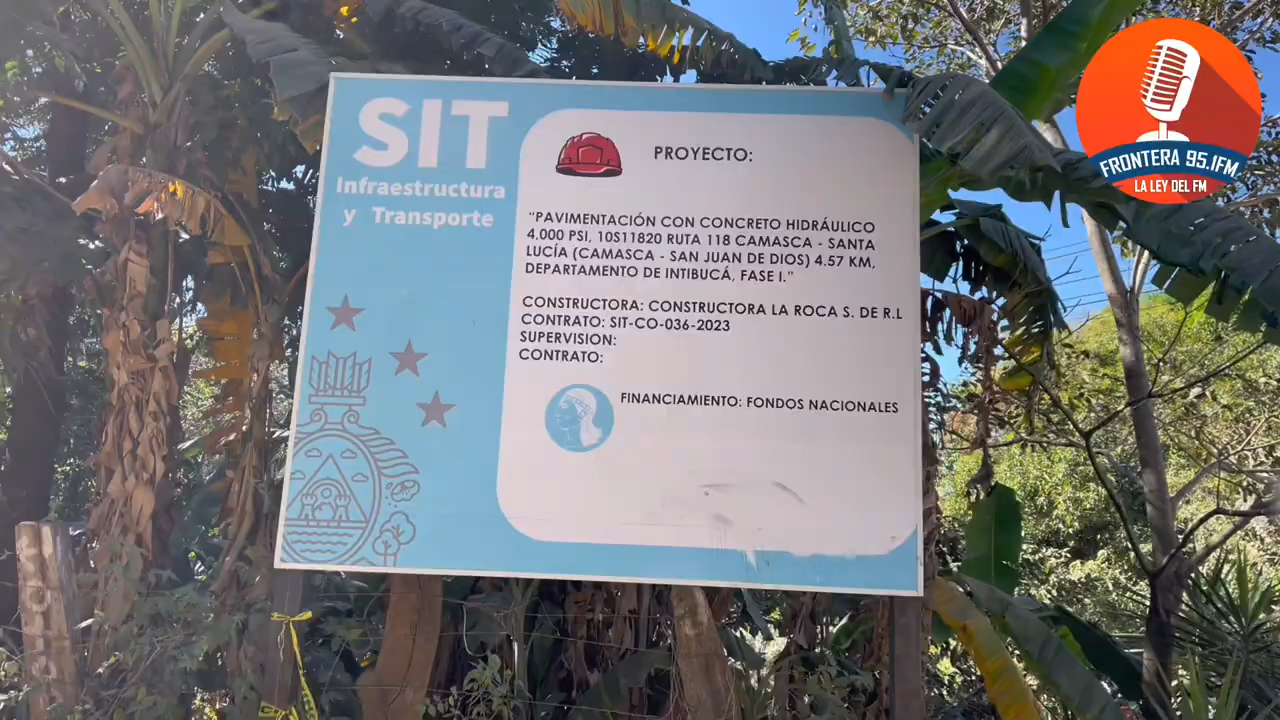 SIT
Infraestructura
y Transporte
PROYECTO:
"PAVIMENTACIÓN CON CONCRETO HIDRÁULICO
4.000 PSI, 10S11820 RUTA 118 CAMASCA - SANTA
LUCÍA (CAMASCA - SAN JUAN DE DIOS) 4.57 KM,
DEPARTAMENTO DE INTIBUCÁ, FASE I."
CONSTRUCTORA: CONSTRUCTORA LA ROCA S. DE R.L
CONTRATO: SIT-CO-036-2023
SUPERVISION:
CONTRATO:
FINANCIAMIENTO: FONDOS NACIONALES
FRONTERA 95.1FM
LA LEY DEL FM